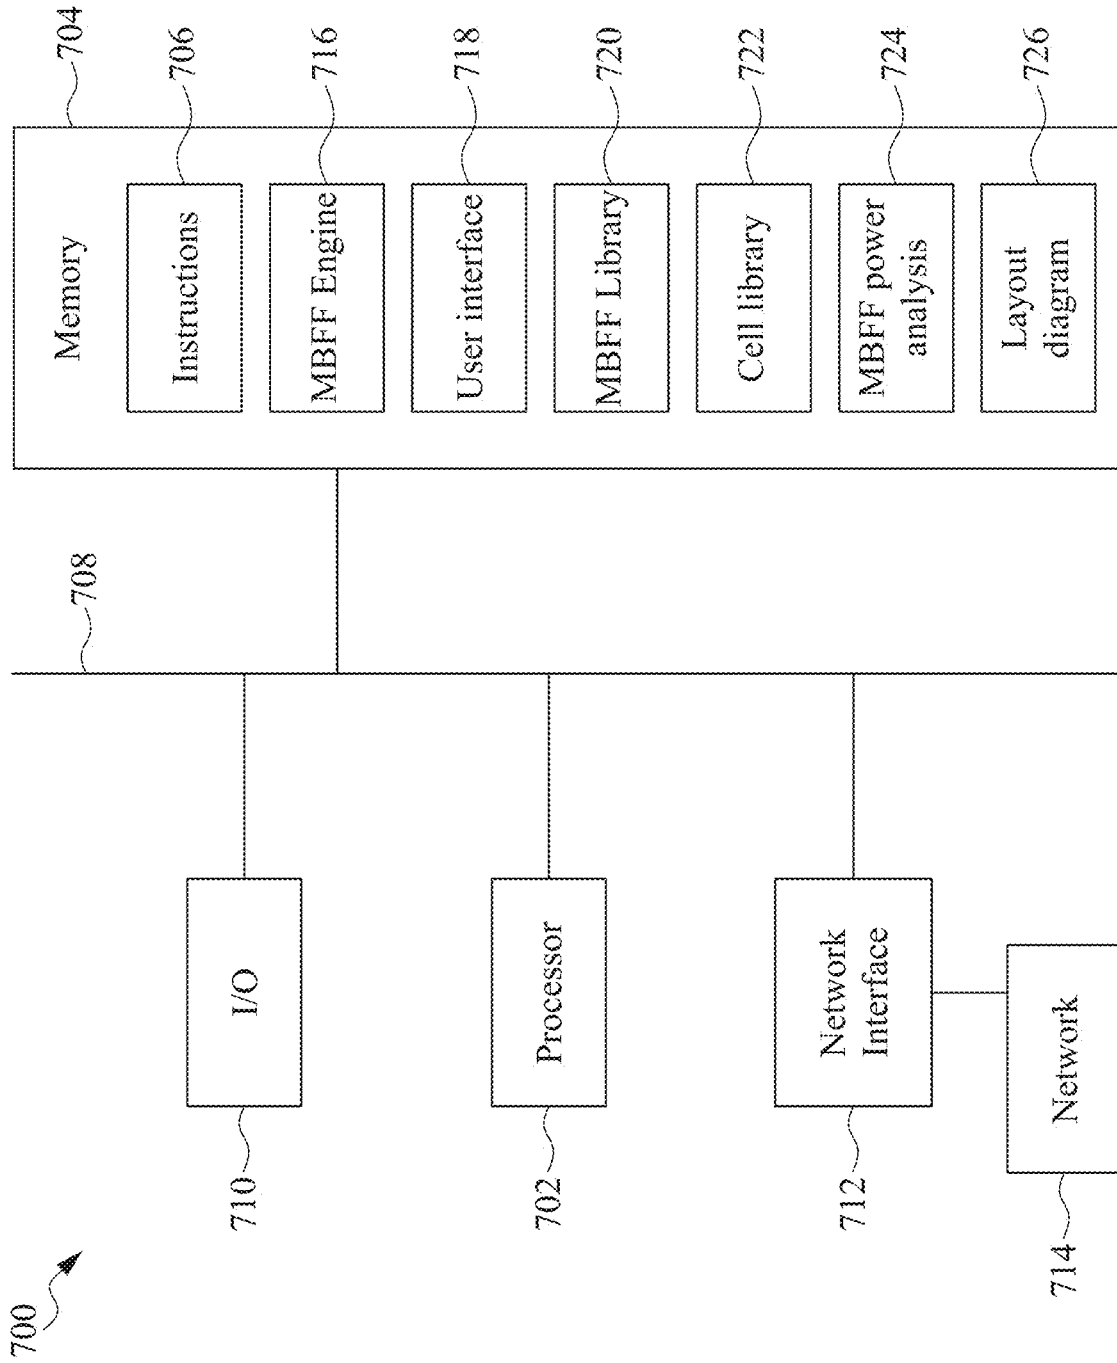 700
710
I/O
702
Processor
712
Network
Interface
714
Network
708
704
Memory
Instructions
706
MBFF Engine
716
User interface
718
MBFF Library
720
Cell library
722
MBFF power
analysis
724
Layout
diagram
726